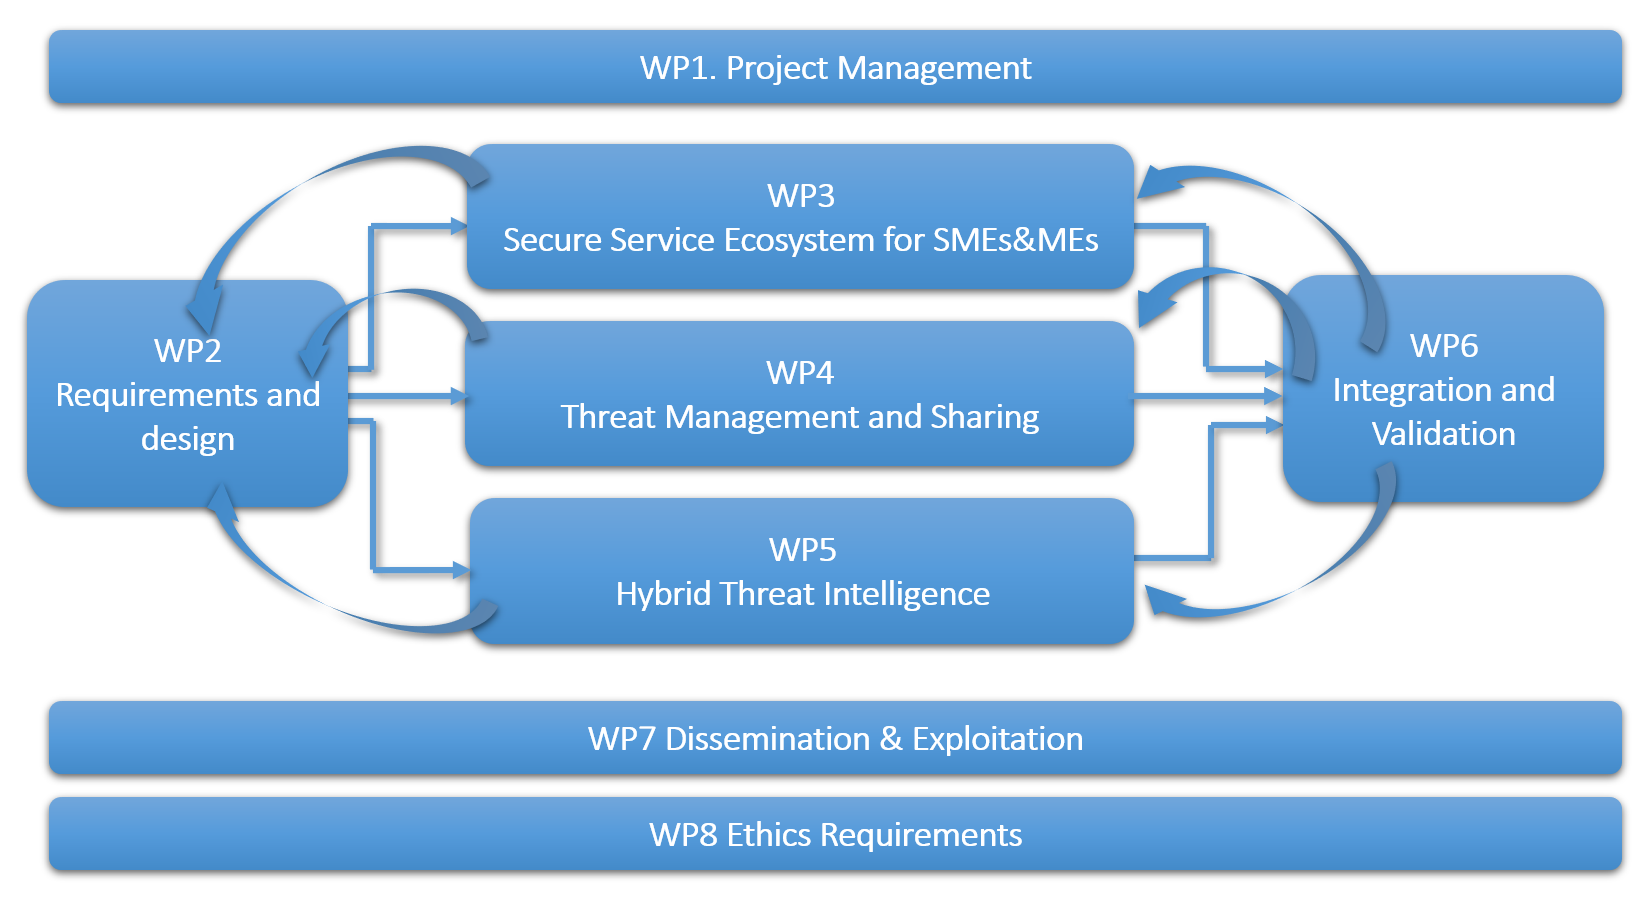 WP1. Project Management
WP3
Secure Service Ecosystem for SMEs&MEs
WP2
Requirements and
design
WP4
Threat Management and Sharing
WP6
Integration and
Validation
WP5
Hybrid Threat Intelligence
WP7 Dissemination & Exploitation
WP8 Ethics Requirements